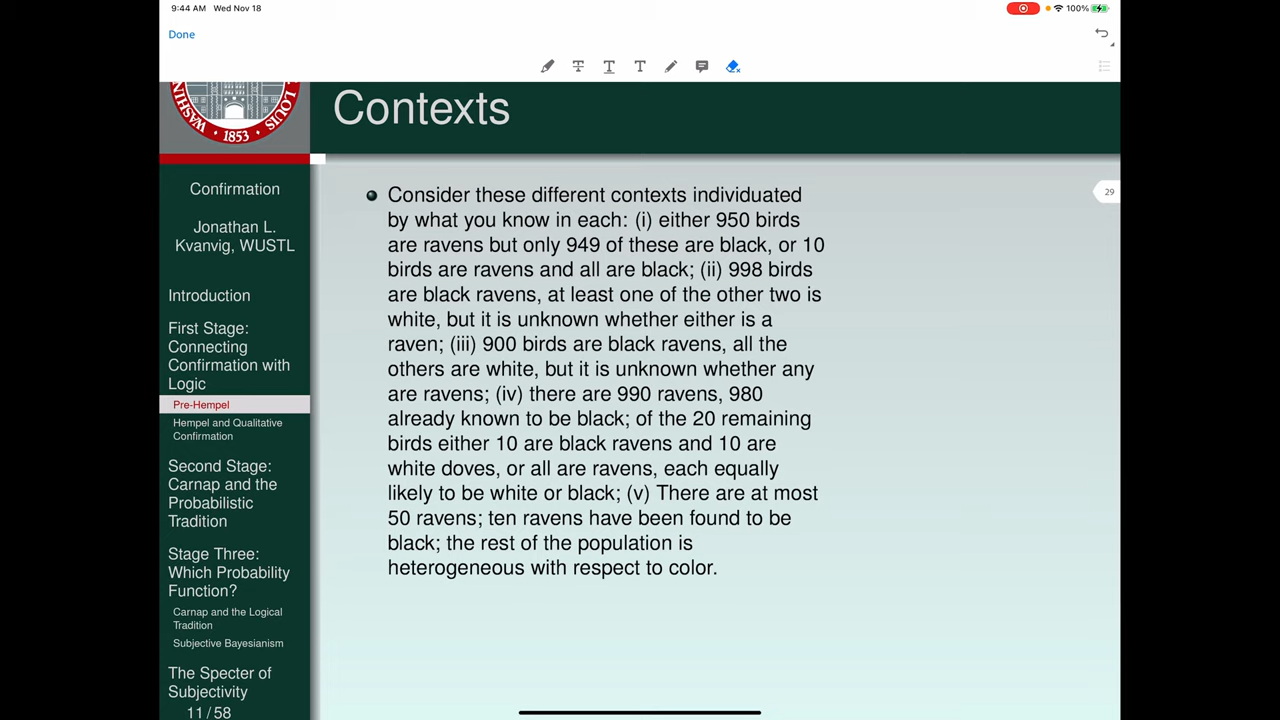 9:44 AM Wed Nov 18
100%
Done
Contexts
WASHIN
LOUIS
1853
29
Confirmation
Jonathan L.
Kvanvig, WUSTL
Introduction
First Stage:
Connecting
Confirmation with
Logic
Pre-Hempel
Hempel and Qualitative
Confirmation
Second Stage:
Carnap and the
Probabilistic
Tradition
Stage Three:
Which Probability
Function?
Carnap and the Logical
Tradition
Subjective Bayesianism
The Specter of
Subjectivity
11/58
Consider these different contexts individuated
by what you know in each: (i) either 950 birds
are ravens but only 949 of these are black, or 10
birds are ravens and all are black; (ii) 998 birds
are black ravens, at least one of the other two is
white, but it is unknown whether either is a
raven; (iii) 900 birds are black ravens, all the
others are white, but it is unknown whether any
are ravens; (iv) there are 990 ravens, 980
already known to be black; of the 20 remaining
birds either 10 are black ravens and 10 are
white doves, or all are ravens, each equally
likely to be white or black; (v) There are at most
50 ravens; ten ravens have been found to be
black; the rest of the population is
heterogeneous with respect to color.